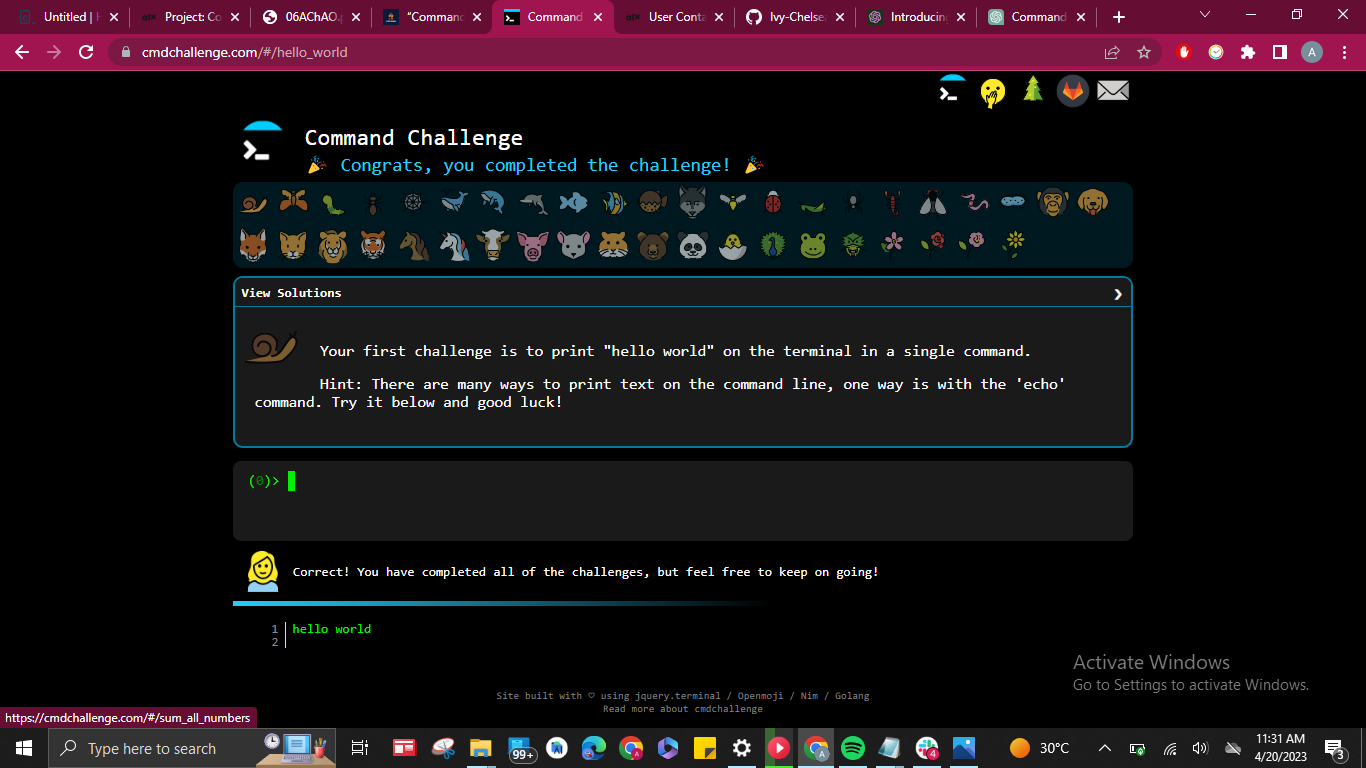 Untitled | H
Project: Co
06AChAO.p
"Comman
Command
User Conta
Ivy-Chelse
Introducin
Command
cmdchallenge.com/#/hello_world
A
Command Challenge
Congrats, you completed the challenge!
View Solutions
Your first challenge is to print "hello world" on the terminal in a single command.
Hint: There are many ways to print text on the command line, one way is with the 'echo'
command. Try it below and good luck!
(0)>
Correct! You have completed all of the challenges, but feel free to keep on going!
1 hello world
2
Activate Windows
Go to Settings to activate Windows.
Site built with ♡ using jquery.terminal / Openmoji / Nim / Golang
Read more about cmdchallenge
https://cmdchallenge.com/#/sum_all_numbers
Type here to search
99+
4
30°C
11:31 AM
4/20/2023
3